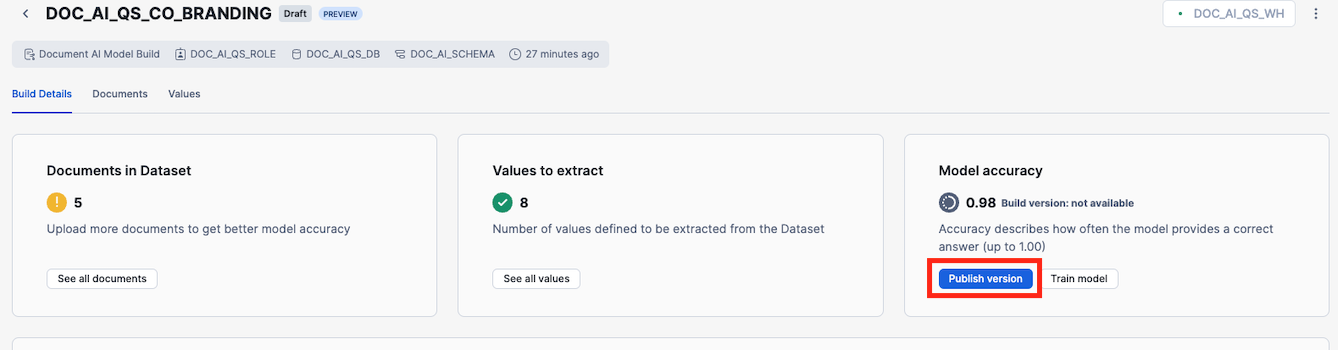 DOC_AI_QS_CO_BRANDING Draft PREVIEW DOC_AI_QS_WH
Document AI Model Build DOC_AI_QS_ROLE DOC_AI_QS_DB DOC_AI_SCHEMA 27 minutes ago
Build Details Documents Values
Documents in Dataset
5
Upload more documents to get better model accuracy
See all documents
Values to extract
8
Number of values defined to be extracted from the Dataset
See all values
Model accuracy
0.98 Build version: not available
Accuracy describes how often the model provides a correct
answer (up to 1.00)
Publish version Train model